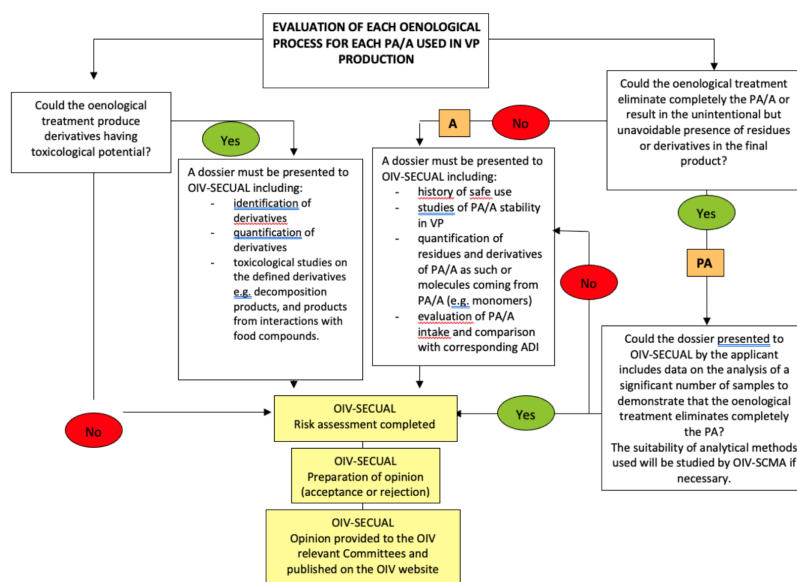 EVALUATION OF EACH OENOLOGICAL
PROCESS FOR EACH PA/A USED IN VP
PRODUCTION
Could the oenological
treatment produce
derivatives having
toxicological potential?
Could the oenological treatment
eliminate completely the PA/A or
result in the unintentional but
unavoidable presence of residues
or derivatives in the final
product?
Yes
A
No
A dossier must be presented to
OIV-SECUAL including:
- identification of
derivatives
- quantification of
derivatives
- toxicological studies on
the defined derivatives
e.g. decomposition
products, and products
from interactions with
food compounds.
A dossier must be presented to
OIV-SECUAL including:
- history of safe use
- studies of PA/A stability
in VP
- quantification of
residues and derivatives
of PA/A as such or
molecules coming from
PA/A (e.g. monomers)
- evaluation of PA/A
intake and comparison
with corresponding ADI
Yes
PA
No
Could the dossier presented to
OIV-SECUAL by the applicant
includes data on the analysis of a
significant number of samples to
demonstrate that the oenological
treatment eliminates completely
the PA?
The suitability of analytical methods
used will be studied by OIV-SCMA if
necessary.
No
OIV-SECUAL
Risk assessment completed
Yes
OIV-SECUAL
Preparation of opinion
(acceptance or rejection)
OIV-SECUAL
Opinion provided to the OIV
relevant Committees and
published on the OIV website